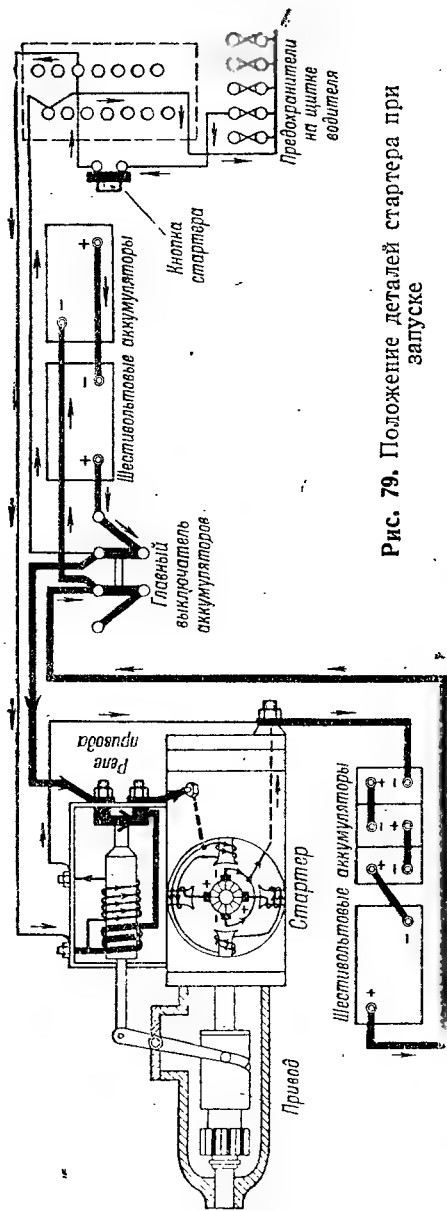 Предохранители
на щитке
водителя
Кнопка
стартера
+
-
-
+
Шестивольтовые аккумуляторы
Главный
выключатель
аккумуляторов
Реле
привода
+
+
Стартер
Привод
Шестивольтовые аккумуляторы
+
-
+ -
- +
+ -
- +
+ -
Рис. 79. Положение деталей стартера при
запуске